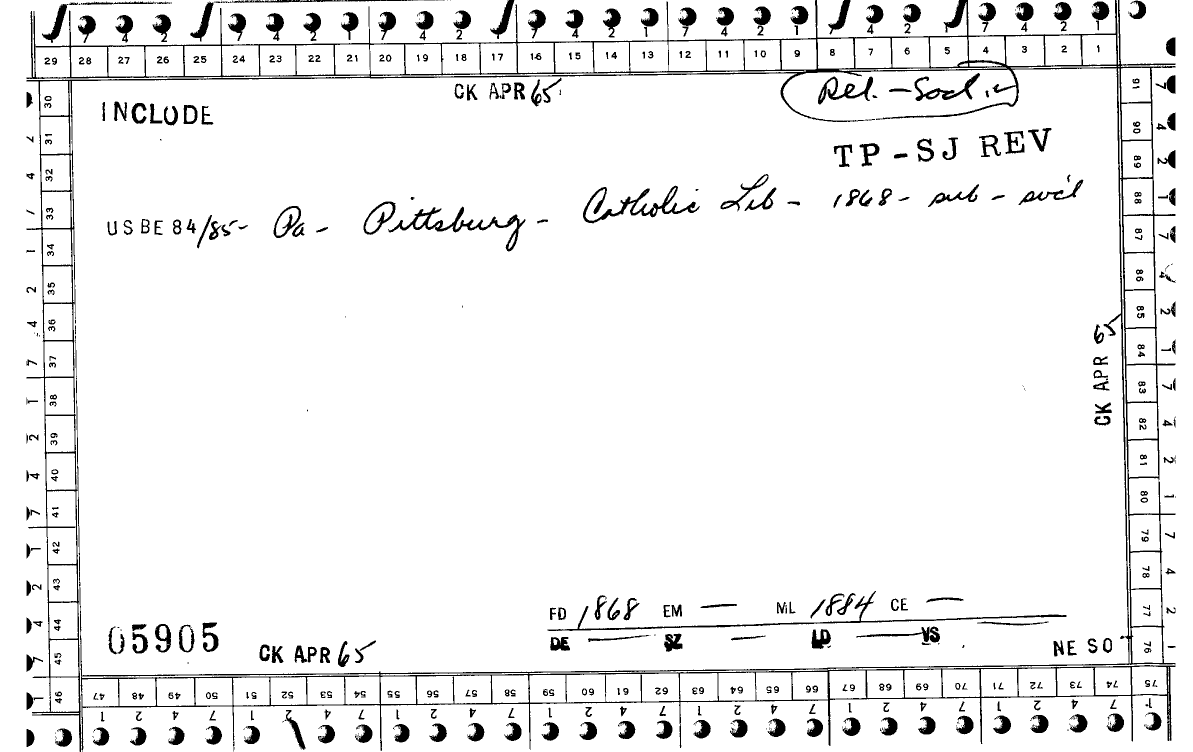 7 4 2 1 7 4 2 1 7 4 2 1 7 4 2 1 7 4 2 1 7 4 2 1
29 28 27 26 25 24 23 22 21 20 19 18 17 16 15 14 13 12 11 10 9 8 7 6 5 4 3 2 1
INCLUDE
CK APR 65
TP-SJ REV
US BE 84/85- Pa- Pittsburg- Catholic Lib- 1868- sub- soc'l
CK APR 65
FD 1868 EM — ML 1884 CE —
DE — SZ — LD — VS
05905
CK APR 65
NE SO
30 31 32 33 34 35 36 37 38 39 40 41 42 43 44 45 46
91 90 89 88 87 86 85 84 83 82 81 80 79 78 77 76
47 48 49 50 51 52 53 54 55 56 57 58 59 60 61 62 63 64 65 66 67 68 69 70 71 72 73 74 75
1 2 4 7 1 2 4 7 1 2 4 7 1 2 4 7 1 2 4 7 1 2 4 7 1 2 4 7